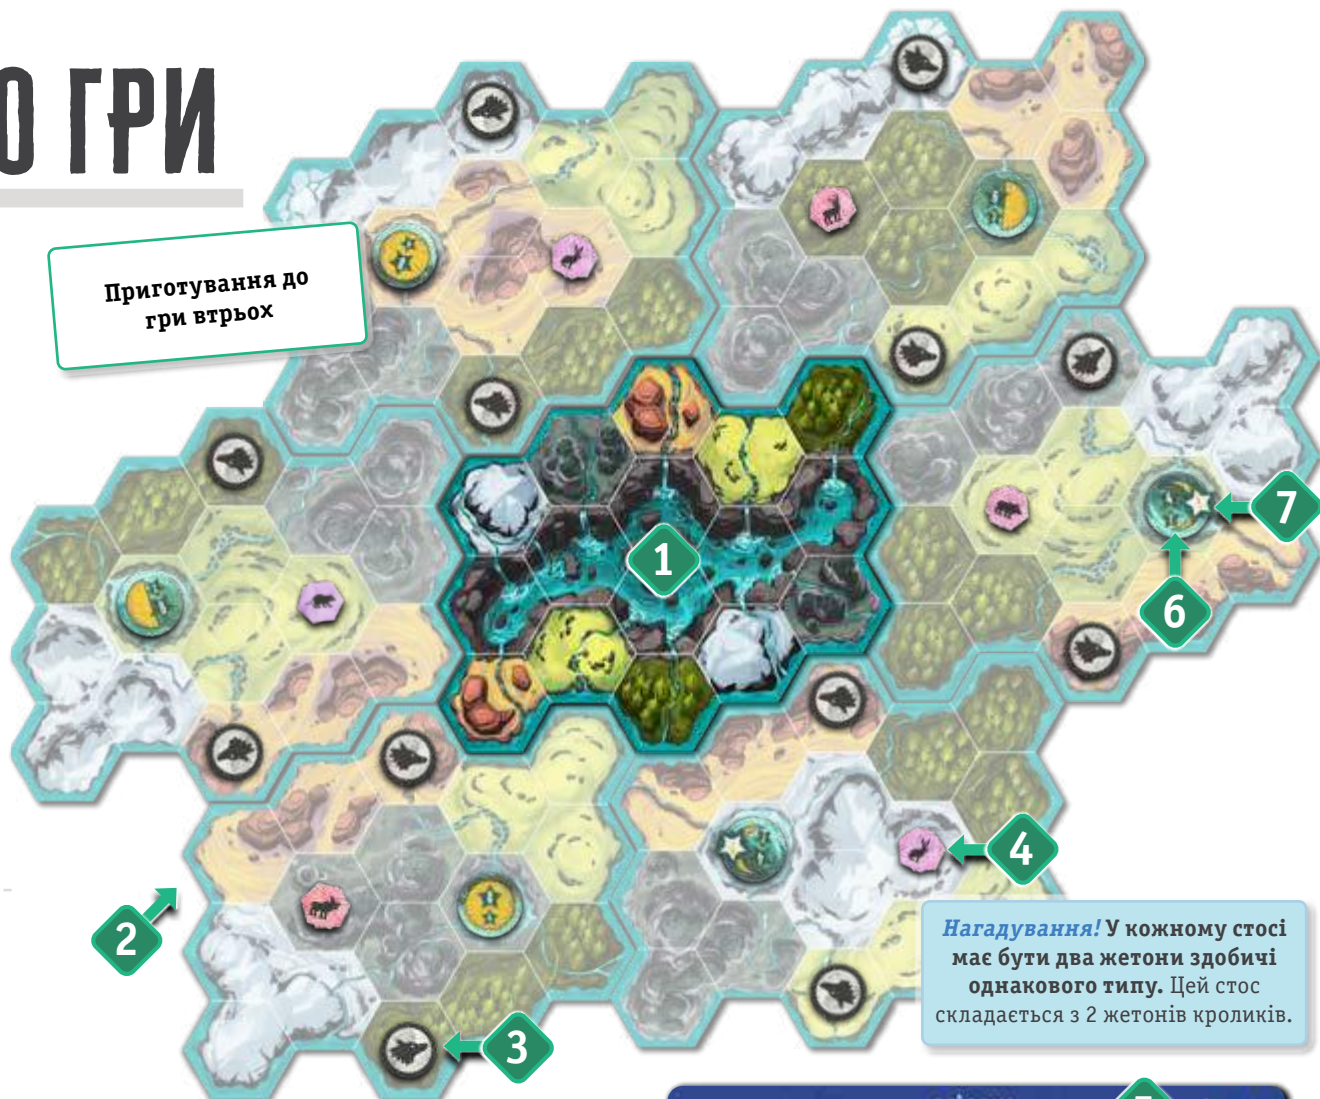 О ГРИ
Приготування до
гри втрьох
1
7
6
4
2
Нагадування! У кожному стосі
має бути два жетони здобичі
однакового типу. Цей стос
складається з 2 жетонів кроликів.
3